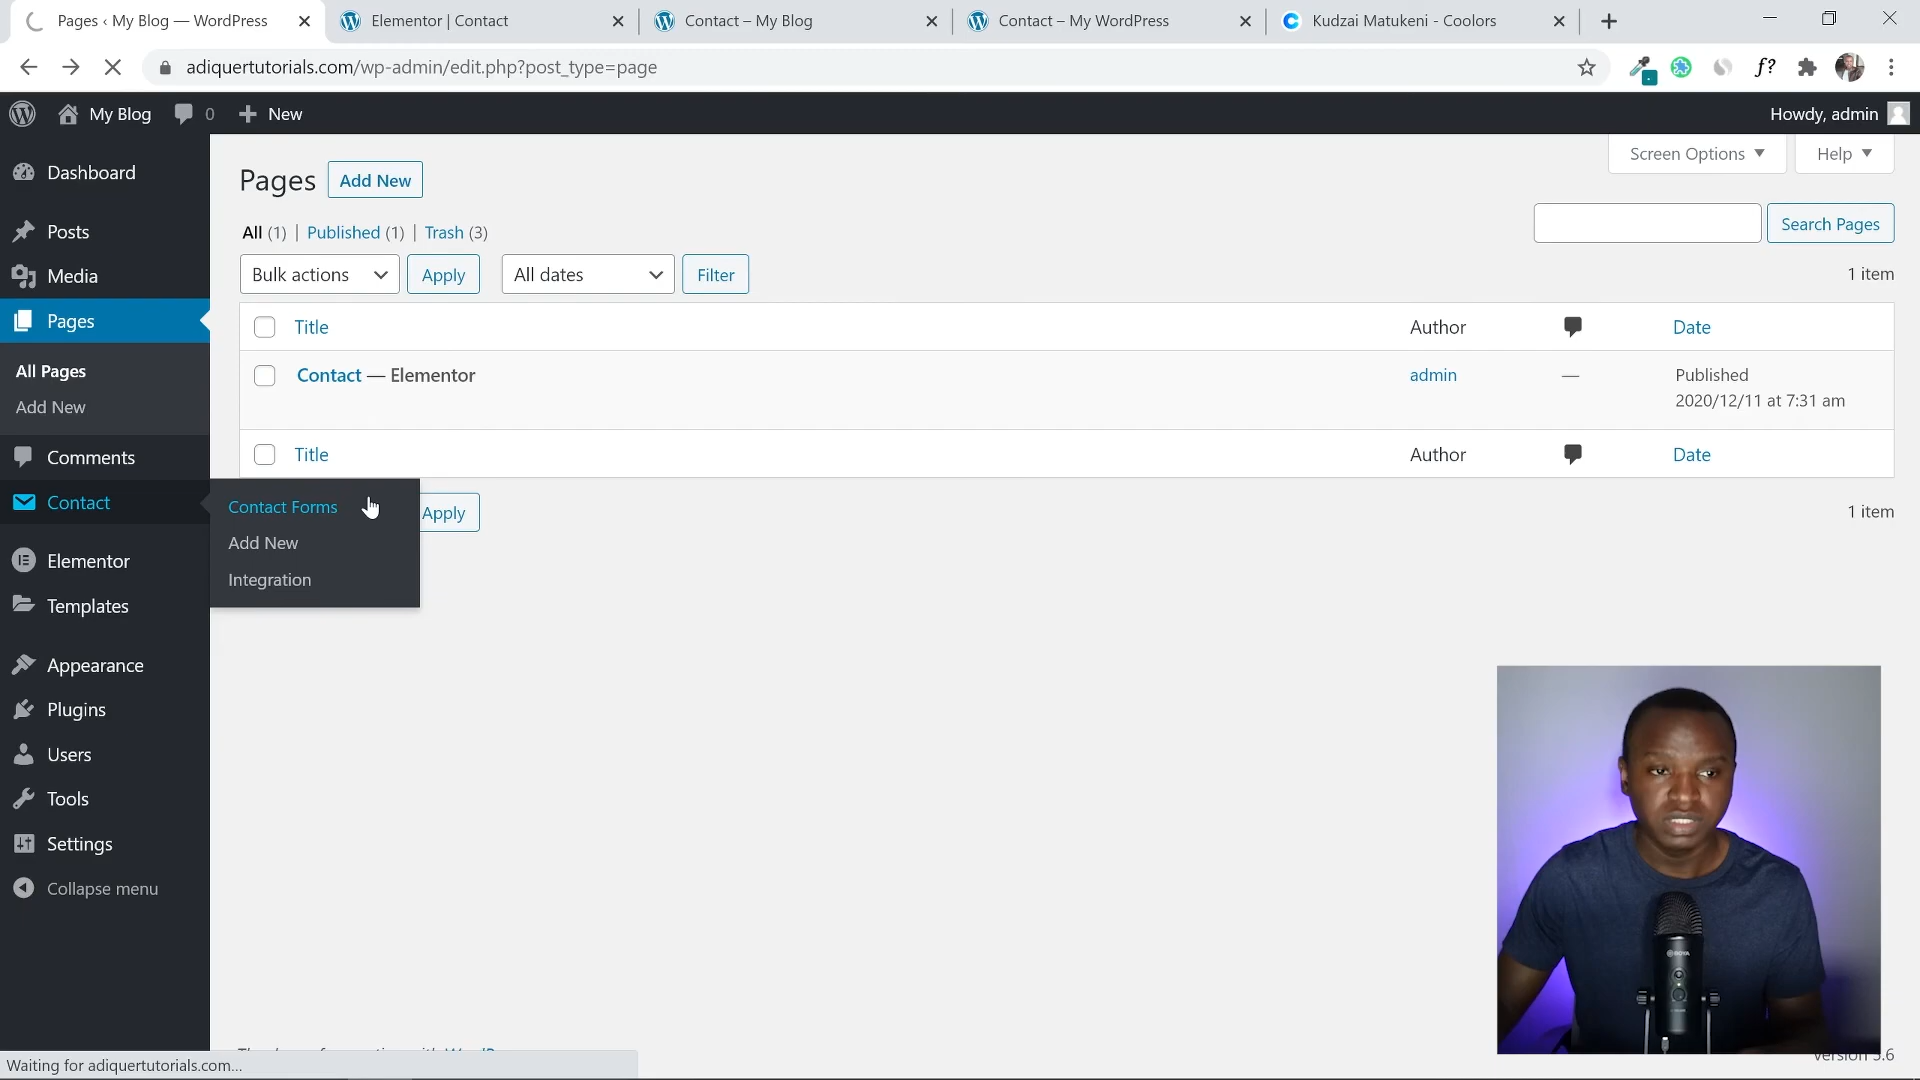 Pages ‹ My Blog — WordPress
Elementor | Contact
Contact – My Blog
Contact – My WordPress
Kudzai Matukeni - Coolors
adiquertutorials.com/wp-admin/edit.php?post_type=page
f?
My Blog
0
New
Howdy, admin
Dashboard
Posts
Media
Pages
All Pages
Add New
Comments
Contact
Elementor
Templates
Appearance
Plugins
Users
Tools
Settings
Collapse menu
Contact Forms
Add New
Integration
Pages
Add New
Screen Options
Help
All (1) | Published (1) | Trash (3)
Search Pages
Bulk actions
Apply
All dates
Filter
1 item
Title
Author
Date
Contact — Elementor
admin
—
Published
2020/12/11 at 7:31 am
Title
Author
Date
Apply
1 item
BOYA
Waiting for adiquertutorials.com...